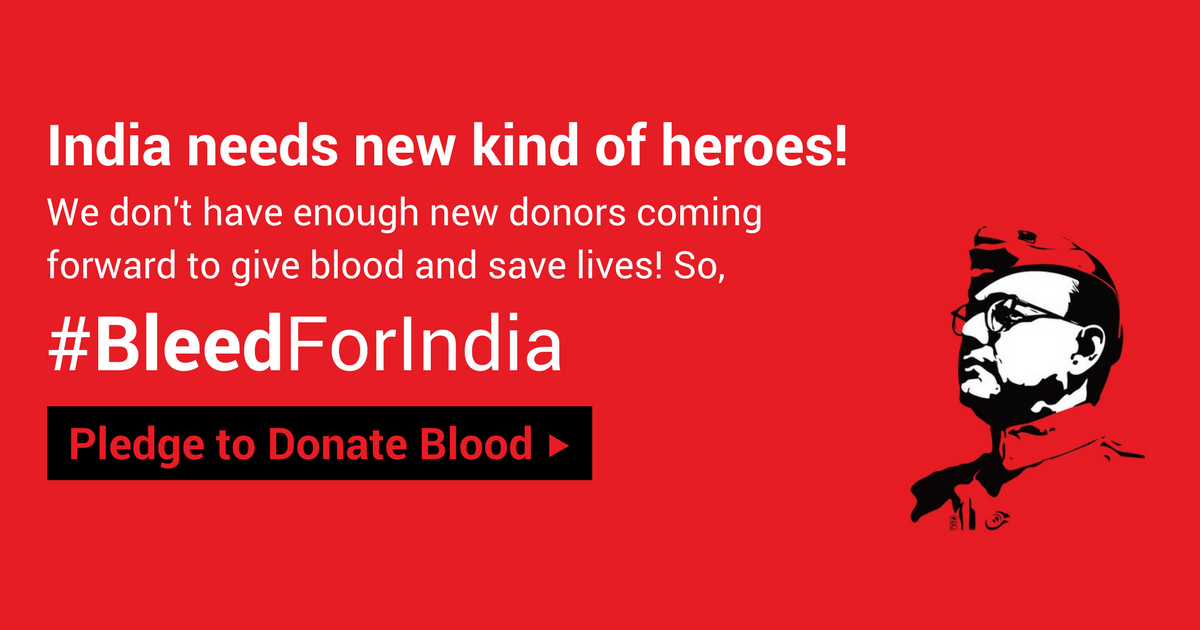 India needs new kind of heroes!
We don't have enough new donors coming
forward to give blood and save lives! So,
#BleedForIndia
Pledge to Donate Blood ▶